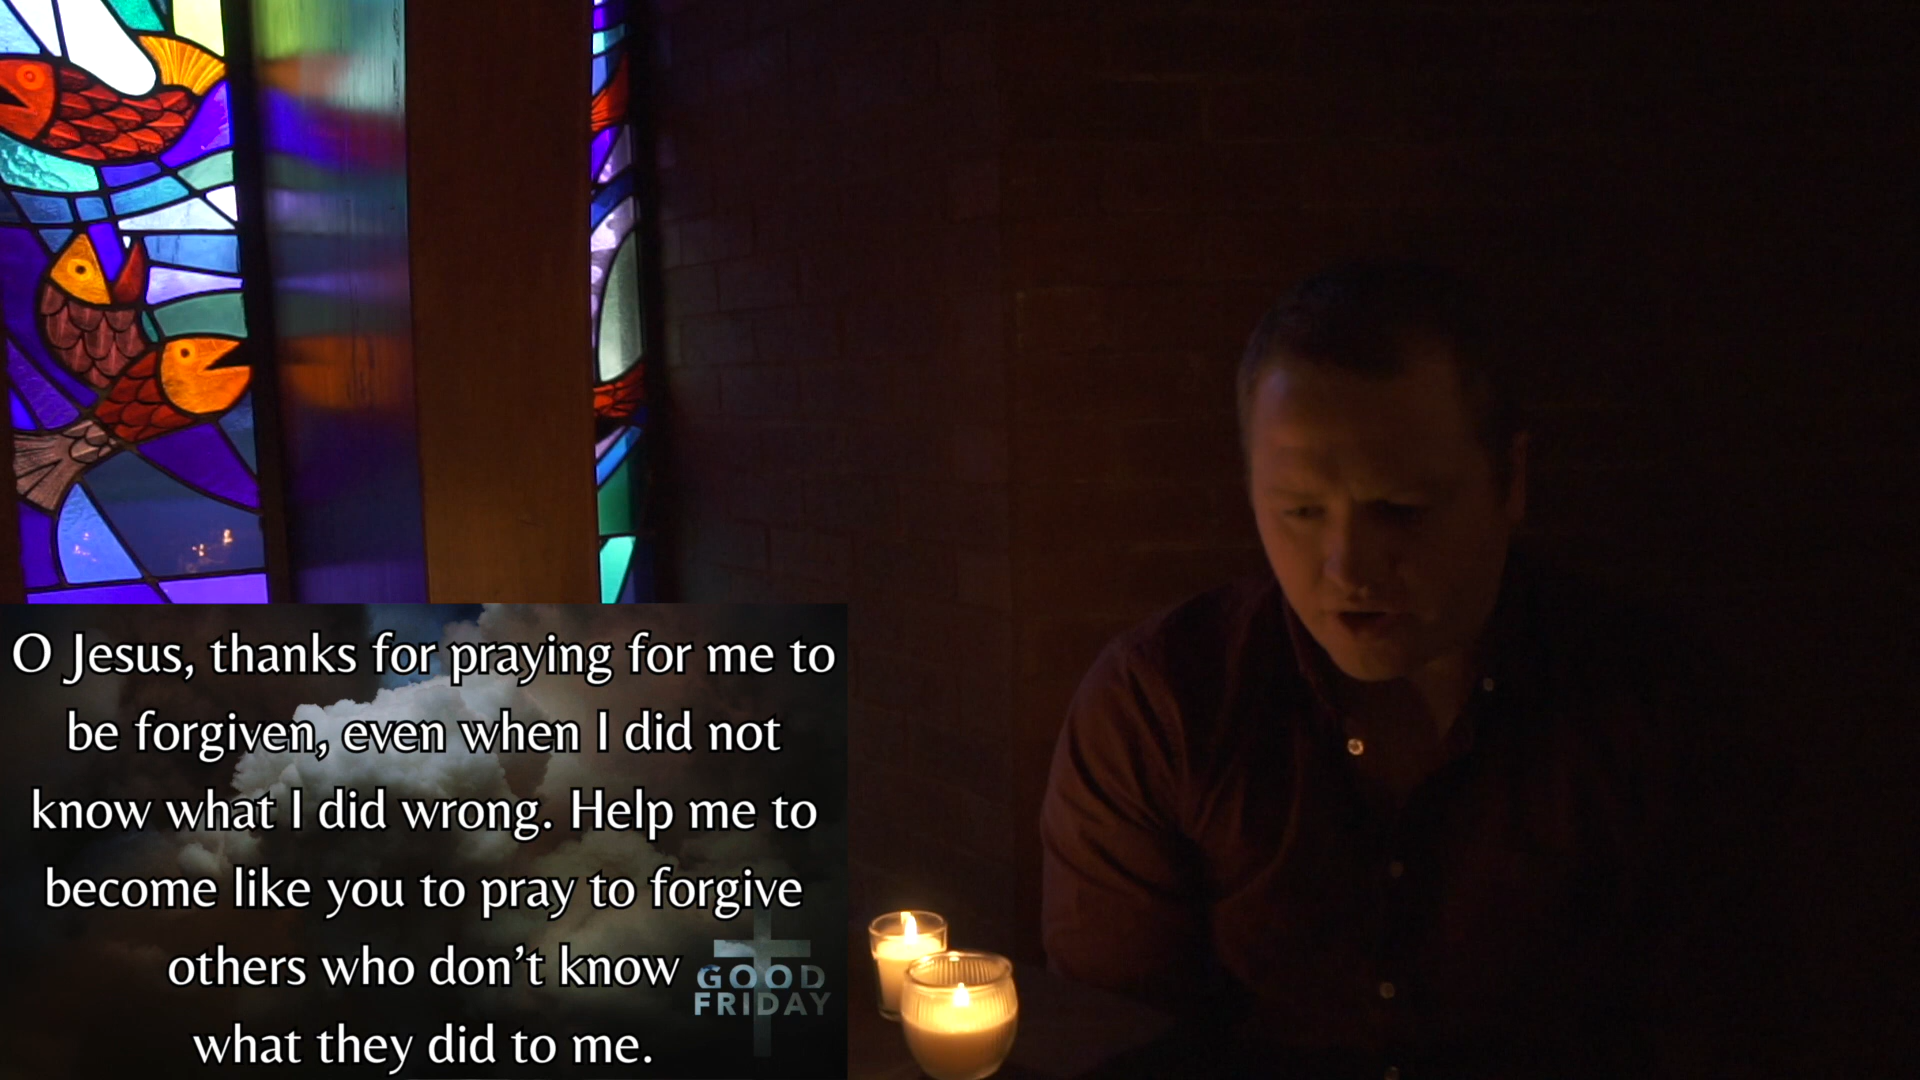 O Jesus, thanks for praying for me to
be forgiven, even when I did not
know what I did wrong. Help me to
become like you to pray to forgive
others who don’t know
what they did to me.
GOOD
FRIDAY